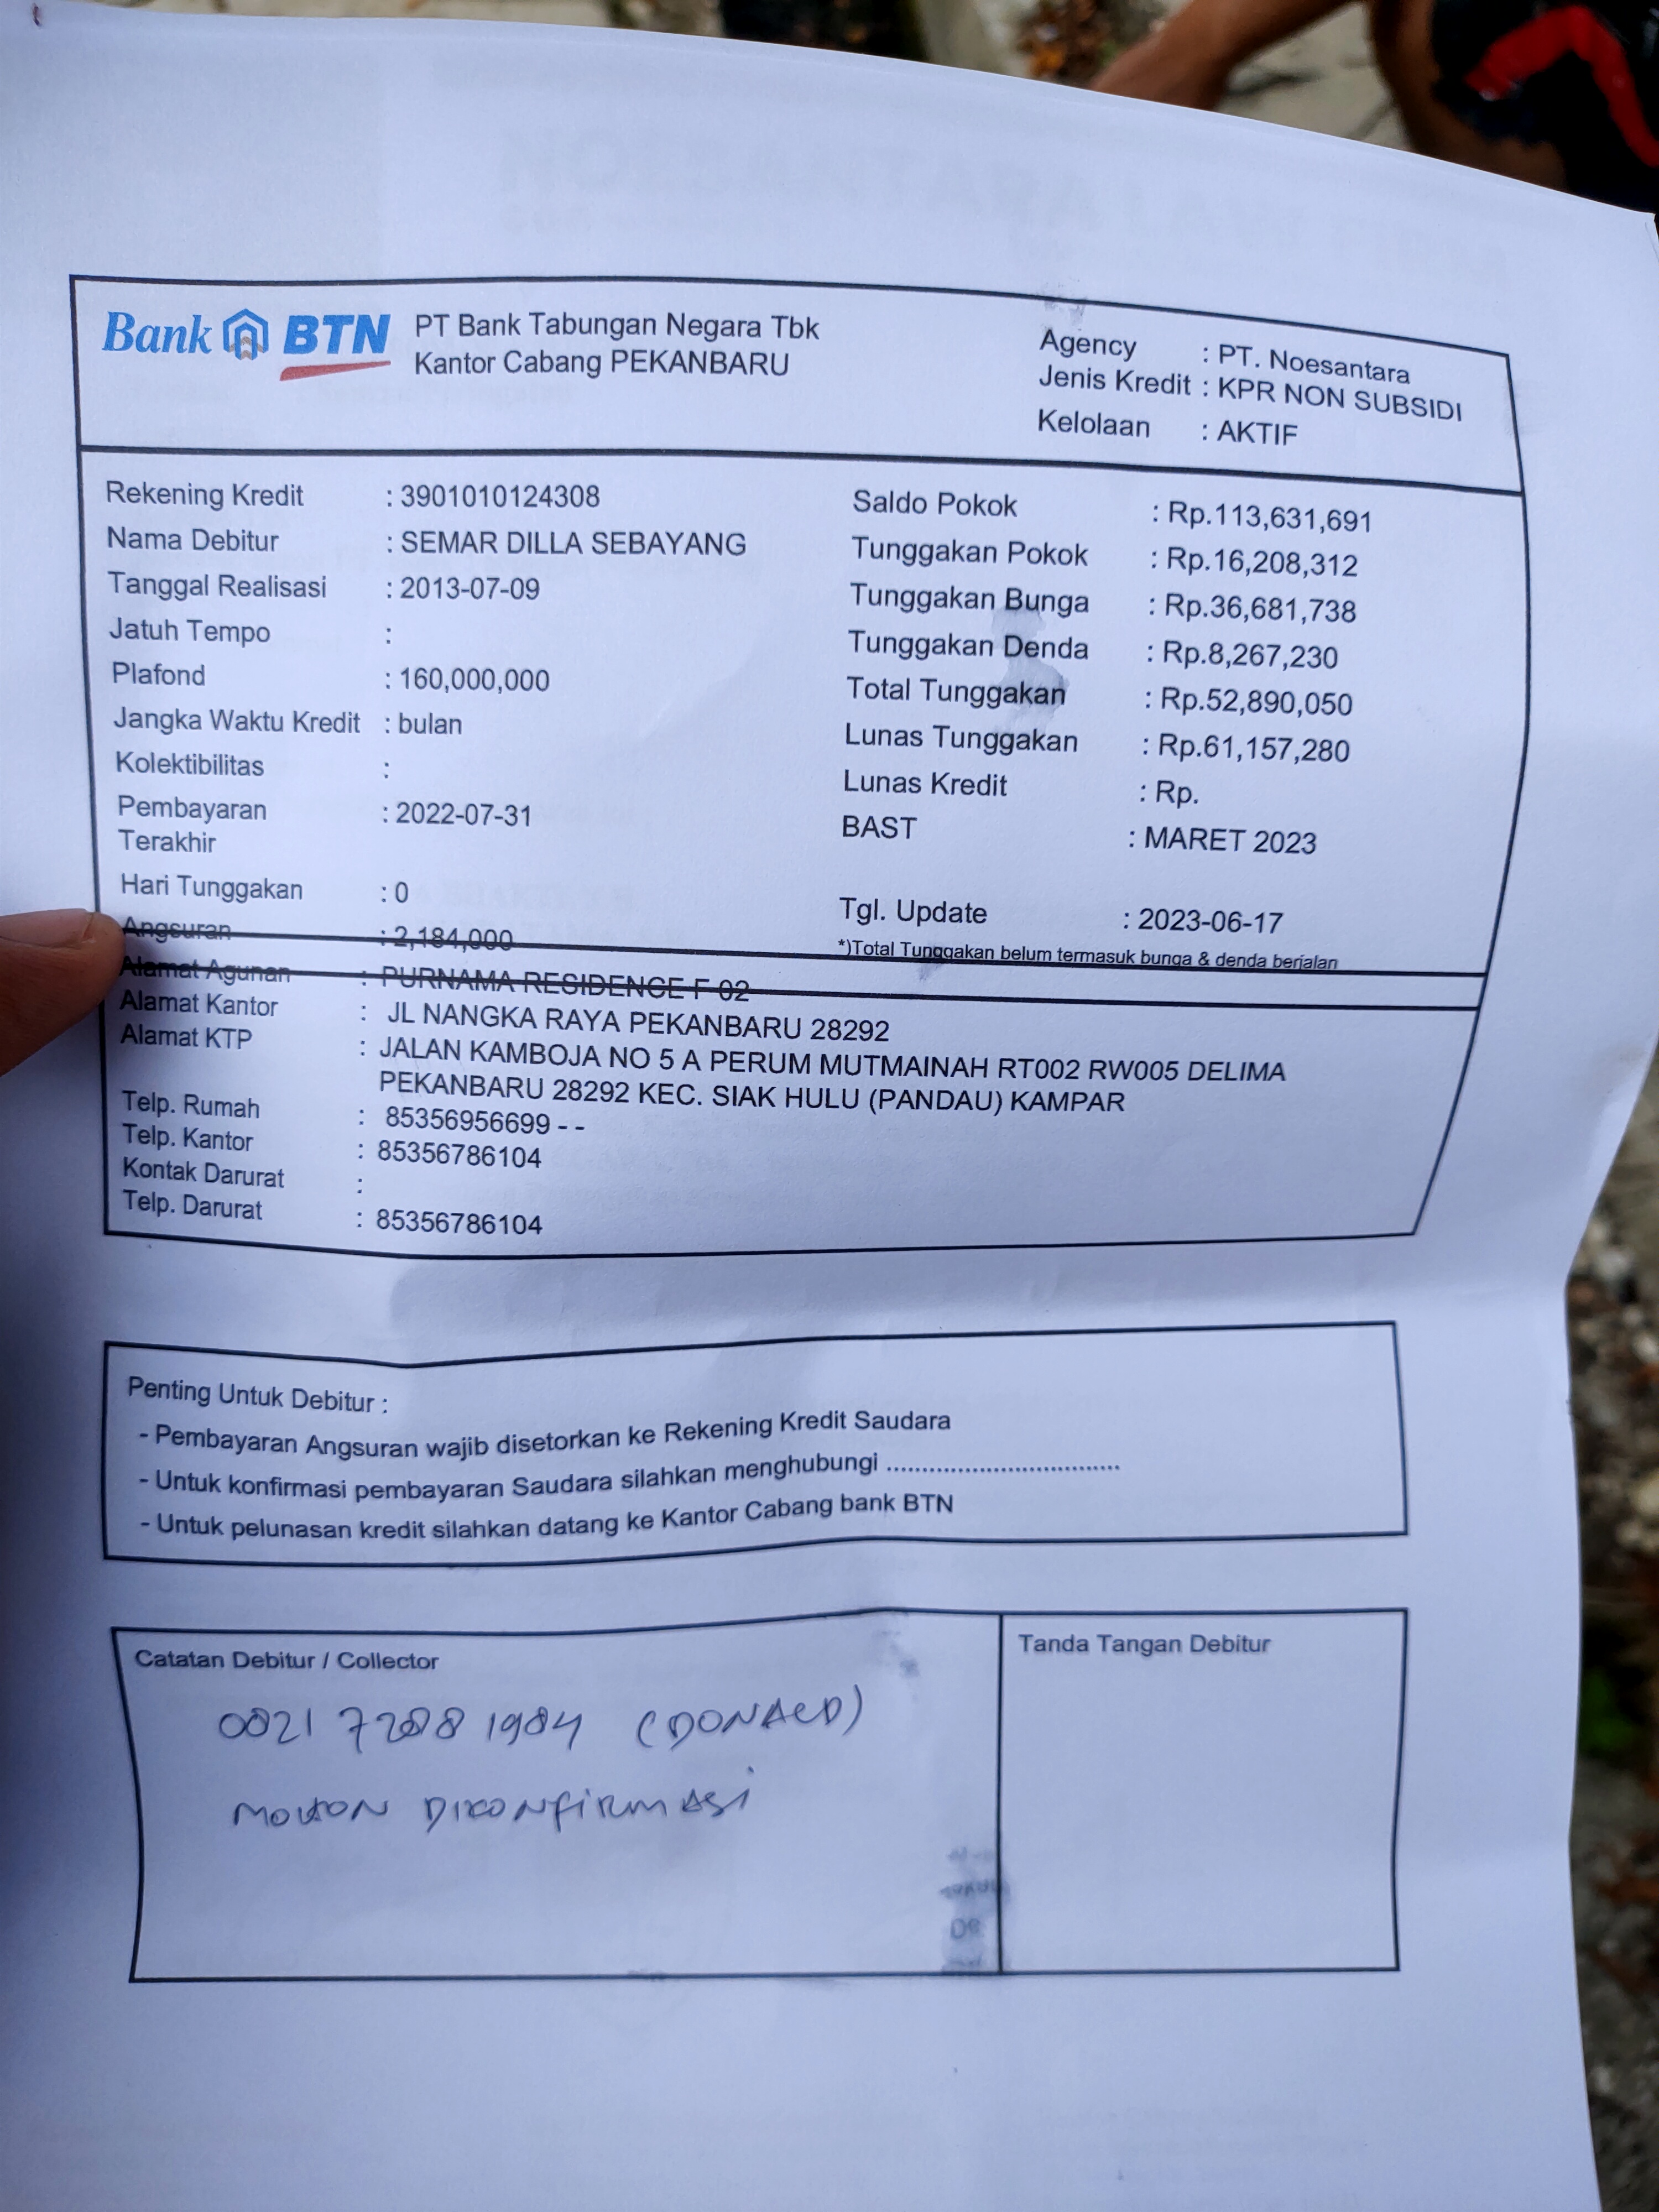 Bank BTN
PT Bank Tabungan Negara Tbk
Kantor Cabang PEKANBARU
Agency : PT. Noesantara
Jenis Kredit : KPR NON SUBSIDI
Kelolaan : AKTIF
Rekening Kredit : 3901010124308
Nama Debitur : SEMAR DILLA SEBAYANG
Tanggal Realisasi : 2013-07-09
Jatuh Tempo :
Plafond : 160,000,000
Jangka Waktu Kredit : bulan
Kolektibilitas :
Pembayaran : 2022-07-31
Terakhir
Hari Tunggakan : 0
Angsuran : 2,184,000
Saldo Pokok : Rp.113,631,691
Tunggakan Pokok : Rp.16,208,312
Tunggakan Bunga : Rp.36,681,738
Tunggakan Denda : Rp.8,267,230
Total Tunggakan : Rp.52,890,050
Lunas Tunggakan : Rp.61,157,280
Lunas Kredit : Rp.
BAST : MARET 2023
Tgl. Update : 2023-06-17
*)Total Tunggakan belum termasuk bunga & denda berjalan
Alamat Agunan : PURNAMA RESIDENCE F 02
Alamat Kantor : JL NANGKA RAYA PEKANBARU 28292
Alamat KTP : JALAN KAMBOJA NO 5 A PERUM MUTMAINAH RT002 RW005 DELIMA
PEKANBARU 28292 KEC. SIAK HULU (PANDAU) KAMPAR
Telp. Rumah : 85356956699 - -
Telp. Kantor : 85356786104
Kontak Darurat :
Telp. Darurat : 85356786104
Penting Untuk Debitur :
- Pembayaran Angsuran wajib disetorkan ke Rekening Kredit Saudara
- Untuk konfirmasi pembayaran Saudara silahkan menghubungi .................................
- Untuk pelunasan kredit silahkan datang ke Kantor Cabang bank BTN
Catatan Debitur / Collector
0821 7288 1984 (DONALD)
MOHON DIKONFIRMASI
Tanda Tangan Debitur